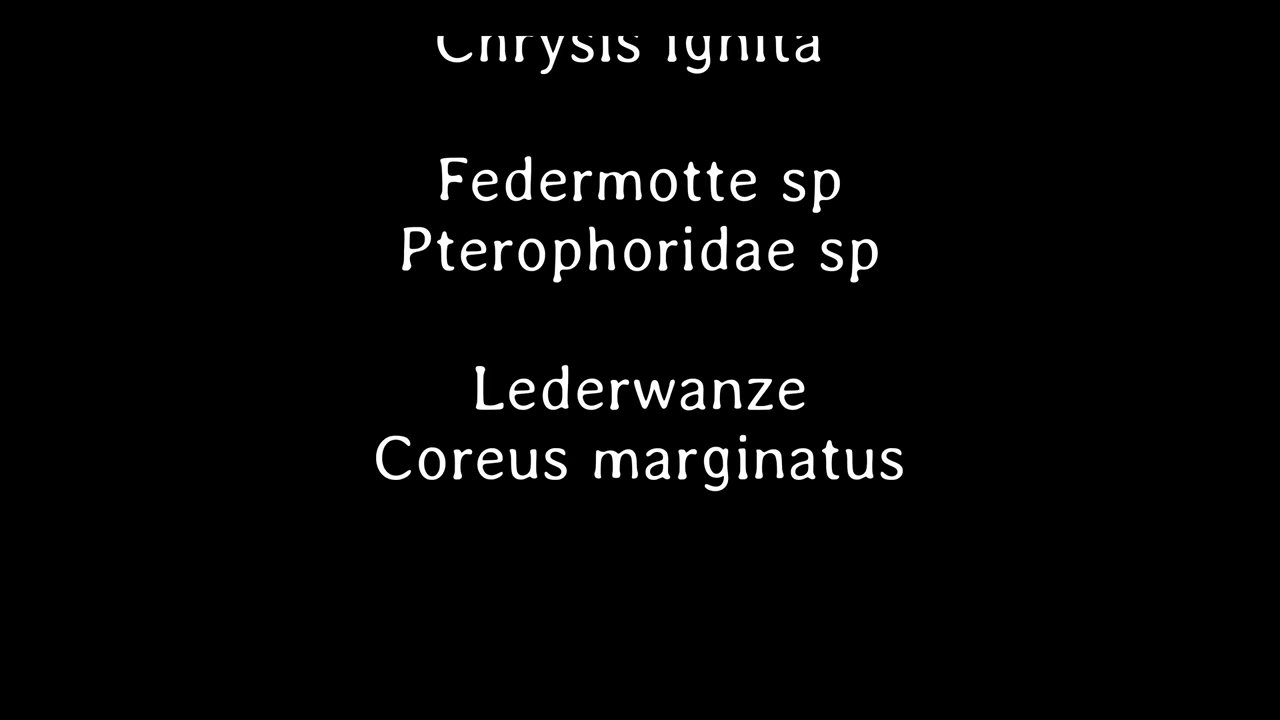 Chrysis ignita
Federmotte sp
Pterophoridae sp
Lederwanze
Coreus marginatus